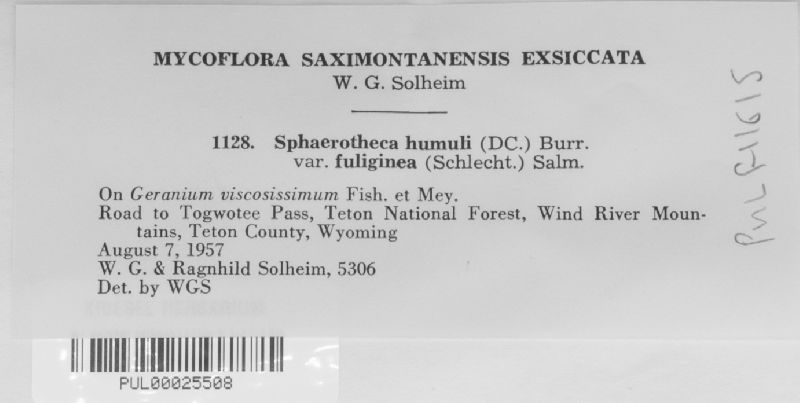 MYCOFLORA SAXIMONTANENSIS EXSICCATA
W. G. Solheim
1128. Sphaerotheca humuli (DC.) Burr.
var. fuliginea (Schlecht.) Salm.
On Geranium viscosissimum Fish. et Mey.
Road to Togwotee Pass, Teton National Forest, Wind River Moun-
tains, Teton County, Wyoming
August 7, 1957
W. G. & Ragnhild Solheim, 5306
Det. by WGS
PUL F11615
PUL00025508